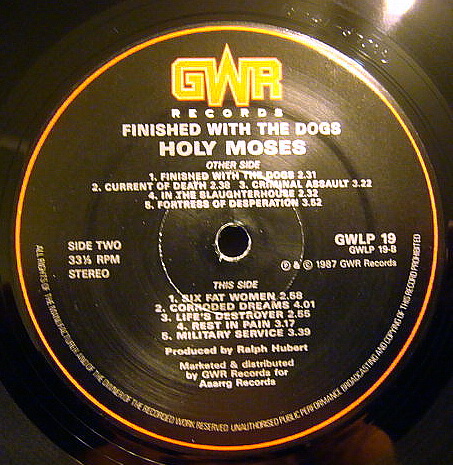 GWR
RECORDS
FINISHED WITH THE DOGS
HOLY MOSES
OTHER SIDE
1. FINISHED WITH THE DOGS 2.31
2. CURRENT OF DEATH 2.38 3. CRIMINAL ASSAULT 3.22
4. IN THE SLAUGHTERHOUSE 2.32
5. FORTRESS OF DESPERATION 3.52
SIDE TWO
33⅓ RPM
STEREO
GWLP 19
GWLP 19-B
℗ & © 1987 GWR Records
THIS SIDE
1. SIX FAT WOMEN 2.58
2. CORRODED DREAMS 4.01
3. LIFE'S DESTROYER 2.55
4. REST IN PAIN 3.17
5. MILITARY SERVICE 3.39
Produced by Ralph Hubert
Marketed & distributed
by GWR Records for
Aaarrg Records
ALL RIGHTS OF THE MANUFACTURER AND OF THE OWNER OF THE RECORDED WORK RESERVED UNAUTHORISED PUBLIC PERFORMANCE BROADCASTING AND COPYING OF THIS RECORD PROHIBITED